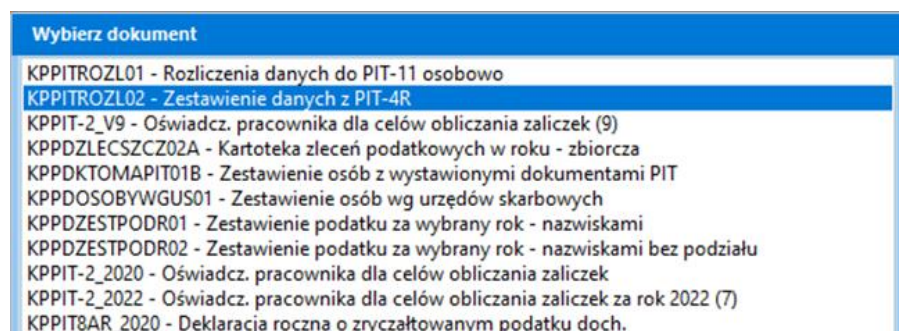 Wybierz dokument
KPPITROZL01 - Rozliczenia danych do PIT-11 osobowo
KPPITROZL02 - Zestawienie danych z PIT-4R
KPPIT-2_V9 - Oświadcz. pracownika dla celów obliczania zaliczek (9)
KPPDZLECSZCZ02A - Kartoteka zleceń podatkowych w roku - zbiorcza
KPPDKTOMAPIT01B - Zestawienie osób z wystawionymi dokumentami PIT
KPPDOSOBYWGUS01 - Zestawienie osób wg urzędów skarbowych
KPPDZESTPODR01 - Zestawienie podatku za wybrany rok - nazwiskami
KPPDZESTPODR02 - Zestawienie podatku za wybrany rok - nazwiskami bez podziału
KPPIT-2_2020 - Oświadcz. pracownika dla celów obliczania zaliczek
KPPIT-2_2022 - Oświadcz. pracownika dla celów obliczania zaliczek za rok 2022 (7)
KPPIT8AR_2020 - Deklaracja roczna o zryczałtowanym podatku doch.